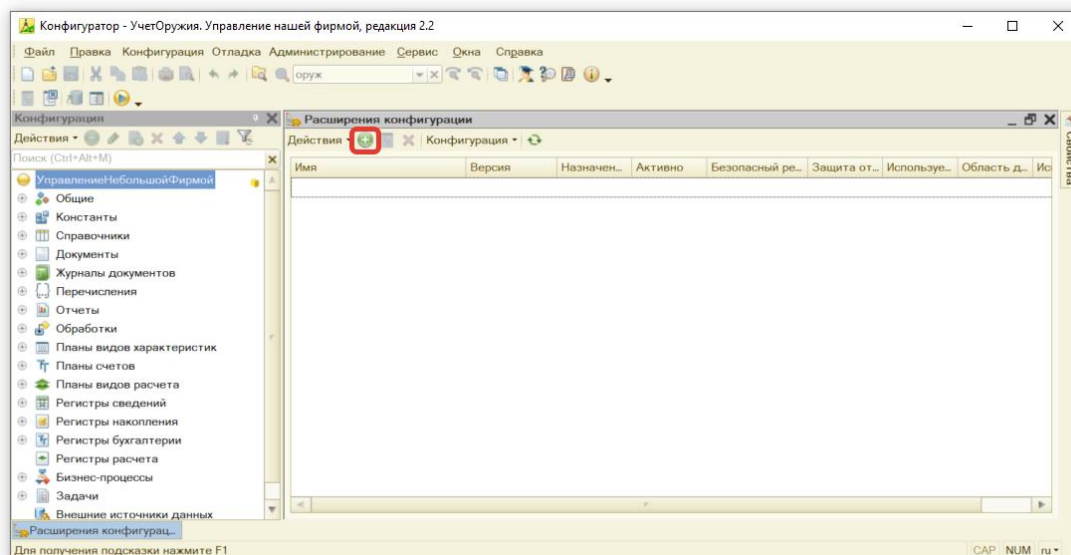 Конфигуратор - УчетОружия. Управление нашей фирмой, редакция 2.2
Файл Правка Конфигурация Отладка Администрирование Сервис Окна Справка
оруж
Конфигурация
Действия
Поиск (Ctrl+Alt+M)
УправлениеНебольшойФирмой
Общие
Константы
Справочники
Документы
Журналы документов
Перечисления
Отчеты
Обработки
Планы видов характеристик
Планы счетов
Планы видов расчета
Регистры сведений
Регистры накопления
Регистры бухгалтерии
Регистры расчета
Бизнес-процессы
Задачи
Внешние источники данных
Расширения конфигурации
Действия Конфигурация
Имя Версия Назначен... Активно Безопасный ре... Защита от... Используе... Область д... Ис
Свойства
Расширения конфигурац...
Для получения подсказки нажмите F1
CAP NUM ru